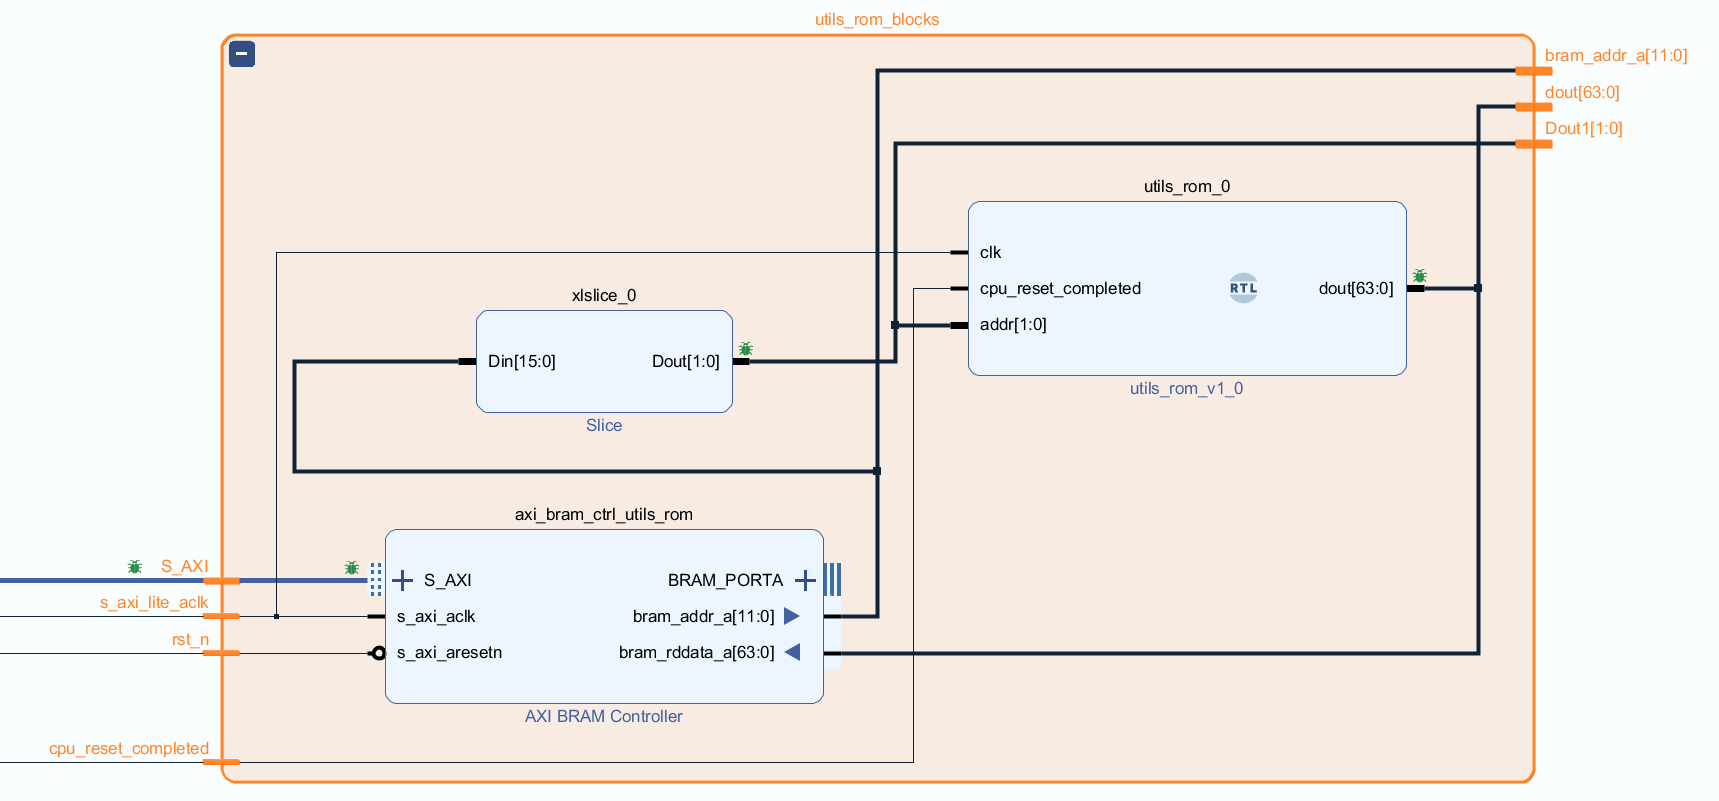 utils_rom_blocks
bram_addr_a[11:0]
dout[63:0]
Dout1[1:0]
utils_rom_0
clk
cpu_reset_completed
RTL
dout[63:0]
addr[1:0]
utils_rom_v1_0
xlslice_0
Din[15:0]
Dout[1:0]
Slice
axi_bram_ctrl_utils_rom
S_AXI
S_AXI
BRAM_PORTA
s_axi_lite_aclk
s_axi_aclk
bram_addr_a[11:0]
rst_n
s_axi_aresetn
bram_rddata_a[63:0]
AXI BRAM Controller
cpu_reset_completed